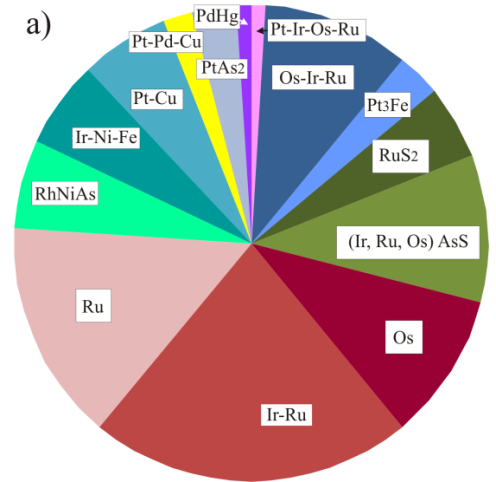 a)
PdHg
Pt-Ir-Os-Ru
Pt-Pd-Cu
PtAs2
Os-Ir-Ru
Pt-Cu
Pt3Fe
Ir-Ni-Fe
RuS2
RhNiAs
(Ir, Ru, Os) AsS
Ru
Os
Ir-Ru